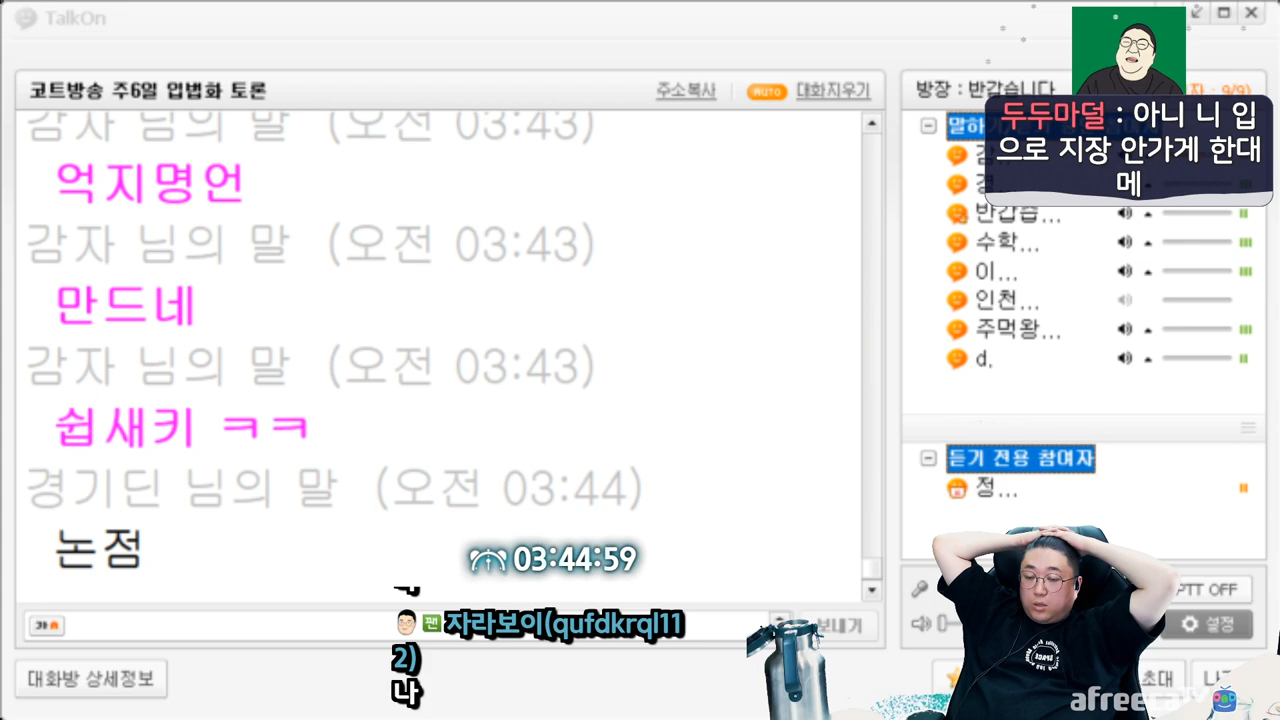 TalkOn
코트방송 주6일 입법화 토론
주소복사
AUTO
대화지우기
감자 님의 말 (오전 03:43)
억지명언
감자 님의 말 (오전 03:43)
만드네
감자 님의 말 (오전 03:43)
쉽새키 ㅋㅋ
경기딘 님의 말 (오전 03:44)
논점
03:44:59
팬 자라보이(qufdkrql11
2)
나
보내기
대화방 상세정보
방장 : 반갑습니다
9/9)
두두마덜 : 아니 니 입
으로 지장 안가게 한대
메
반갑습...
수학...
이...
인천...
주먹왕...
d.
듣기 전용 참여자
정...
PTT OFF
설정
초대
afreecaTV